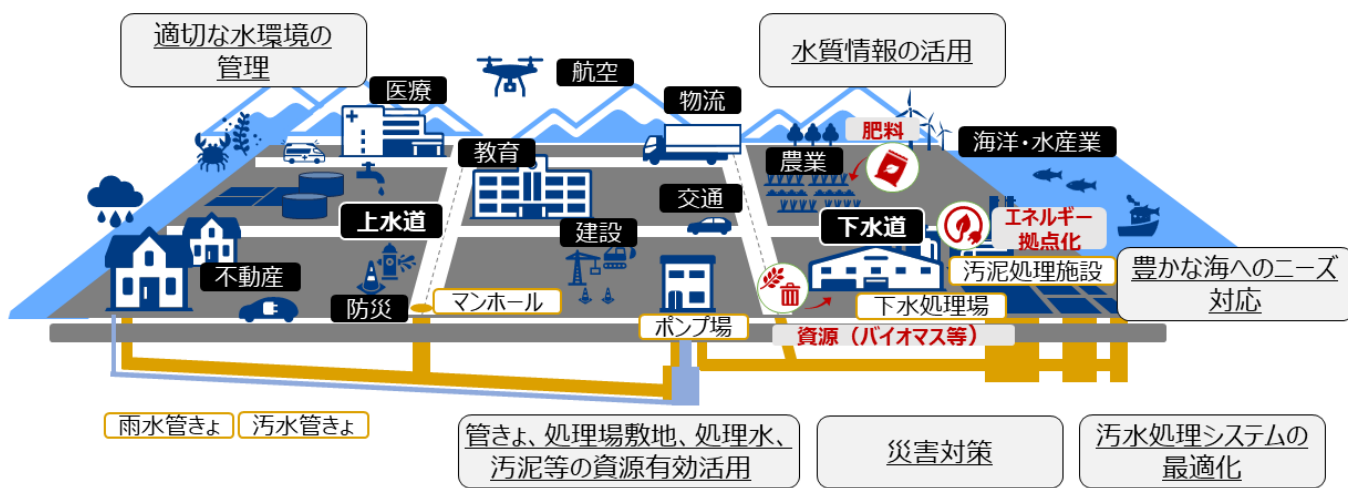 適切な水環境の
管理
水質情報の活用
航空
医療
物流
肥料
教育
農業
海洋・水産業
交通
上水道
下水道
エネルギー
拠点化
建設
不動産
汚泥処理施設
豊かな海へのニーズ
対応
防災
マンホール
下水処理場
ポンプ場
資源（バイオマス等）
雨水管きょ
汚水管きょ
管きょ、処理場敷地、処理水、
汚泥等の資源有効活用
災害対策
汚水処理システムの
最適化